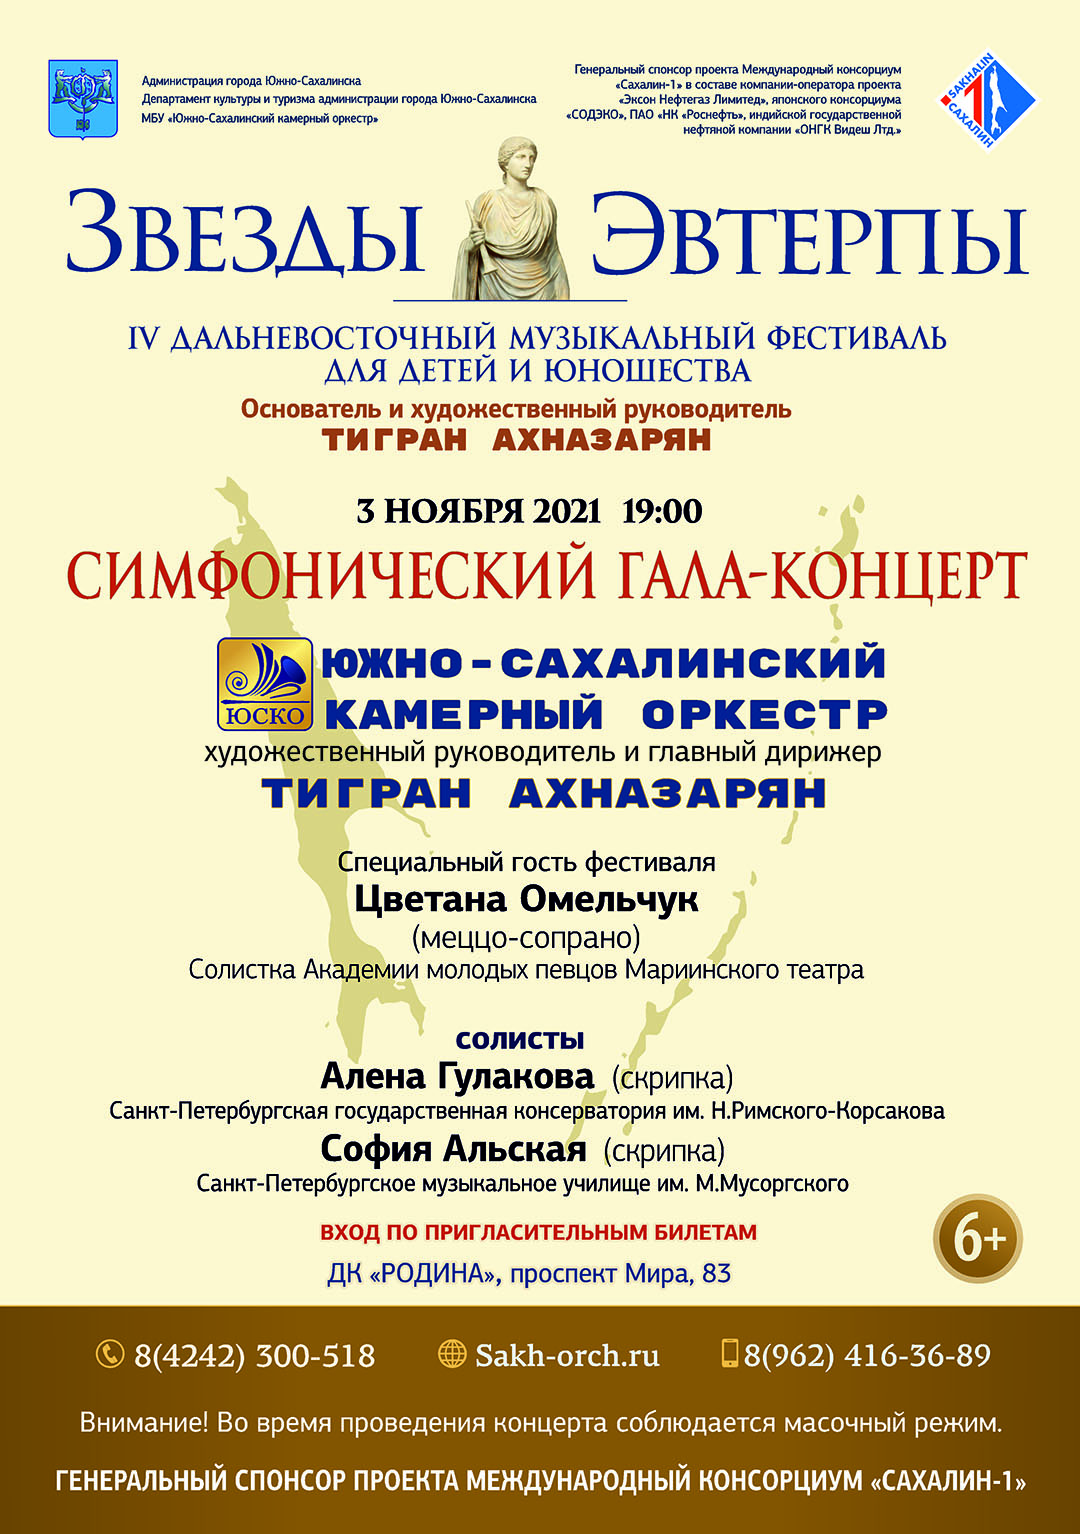 Администрация города Южно-Сахалинска
Департамент культуры и туризма администрации города Южно-Сахалинска
МБУ «Южно-Сахалинский камерный оркестр»
Генеральный спонсор проекта Международный консорциум
«Сахалин-1» в составе компании-оператора проекта
«Эксон Нефтегаз Лимитед», японского консорциума
«СОДЭКО», ПАО «НК «Роснефть», индийской государственной
нефтяной компании «ОНГК Видеш Лтд.»
SAKHALIN
1
САХАЛИН
ЗВЕЗДЫ ЭВТЕРПЫ
IV ДАЛЬНЕВОСТОЧНЫЙ МУЗЫКАЛЬНЫЙ ФЕСТИВАЛЬ
ДЛЯ ДЕТЕЙ И ЮНОШЕСТВА
Основатель и художественный руководитель
ТИГРАН АХНАЗАРЯН
3 НОЯБРЯ 2021 19:00
СИМФОНИЧЕСКИЙ ГАЛА-КОНЦЕРТ
ЮСКО
ЮЖНО-САХАЛИНСКИЙ
КАМЕРНЫЙ ОРКЕСТР
художественный руководитель и главный дирижер
ТИГРАН АХНАЗАРЯН
Специальный гость фестиваля
Цветана Омельчук
(меццо-сопрано)
Солистка Академии молодых певцов Мариинского театра
солисты
Алена Гулакова (скрипка)
Санкт-Петербургская государственная консерватория им. Н.Римского-Корсакова
София Альская (скрипка)
Санкт-Петербургское музыкальное училище им. М.Мусоргского
ВХОД ПО ПРИГЛАСИТЕЛЬНЫМ БИЛЕТАМ
ДК «РОДИНА», проспект Мира, 83
6+
8(4242) 300-518 Sakh-orch.ru 8(962) 416-36-89
Внимание! Во время проведения концерта соблюдается масочный режим.
ГЕНЕРАЛЬНЫЙ СПОНСОР ПРОЕКТА МЕЖДУНАРОДНЫЙ КОНСОРЦИУМ «САХАЛИН-1»